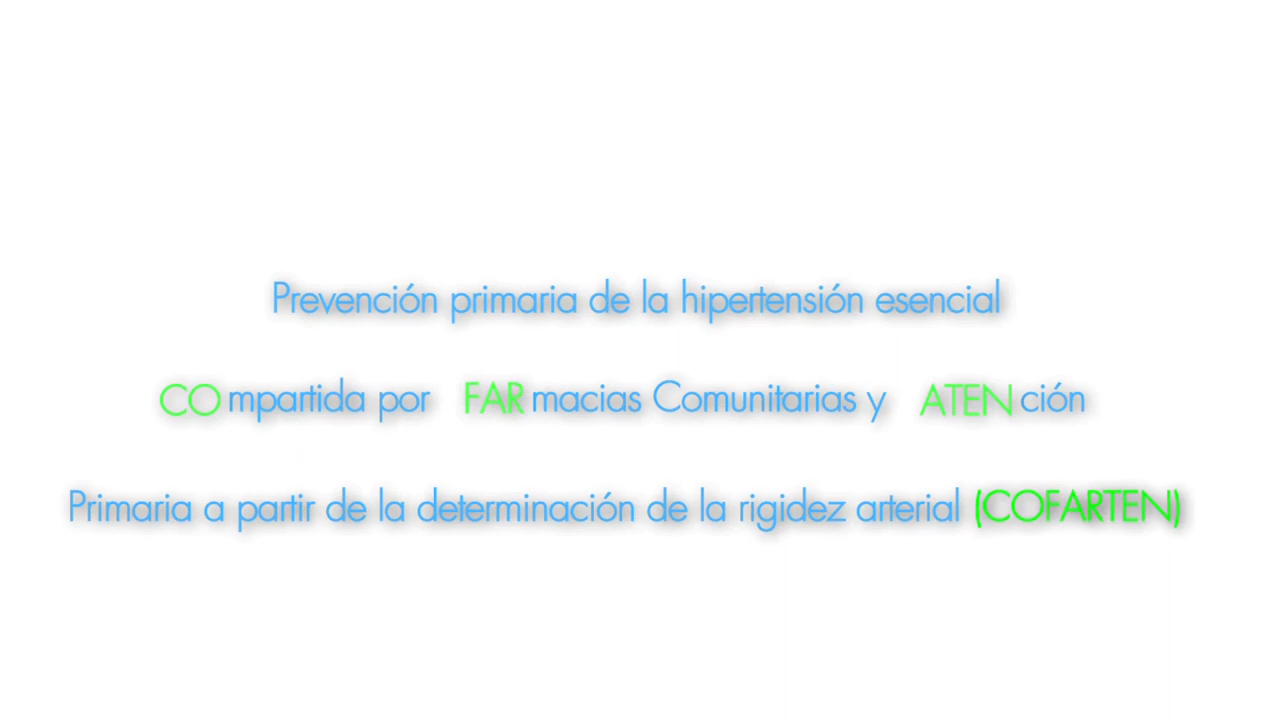 Prevención primaria de la hipertensión esencial
COmpartida por FARmacias Comunitarias y ATENción
Primaria a partir de la determinación de la rigidez arterial (COFARTEN)